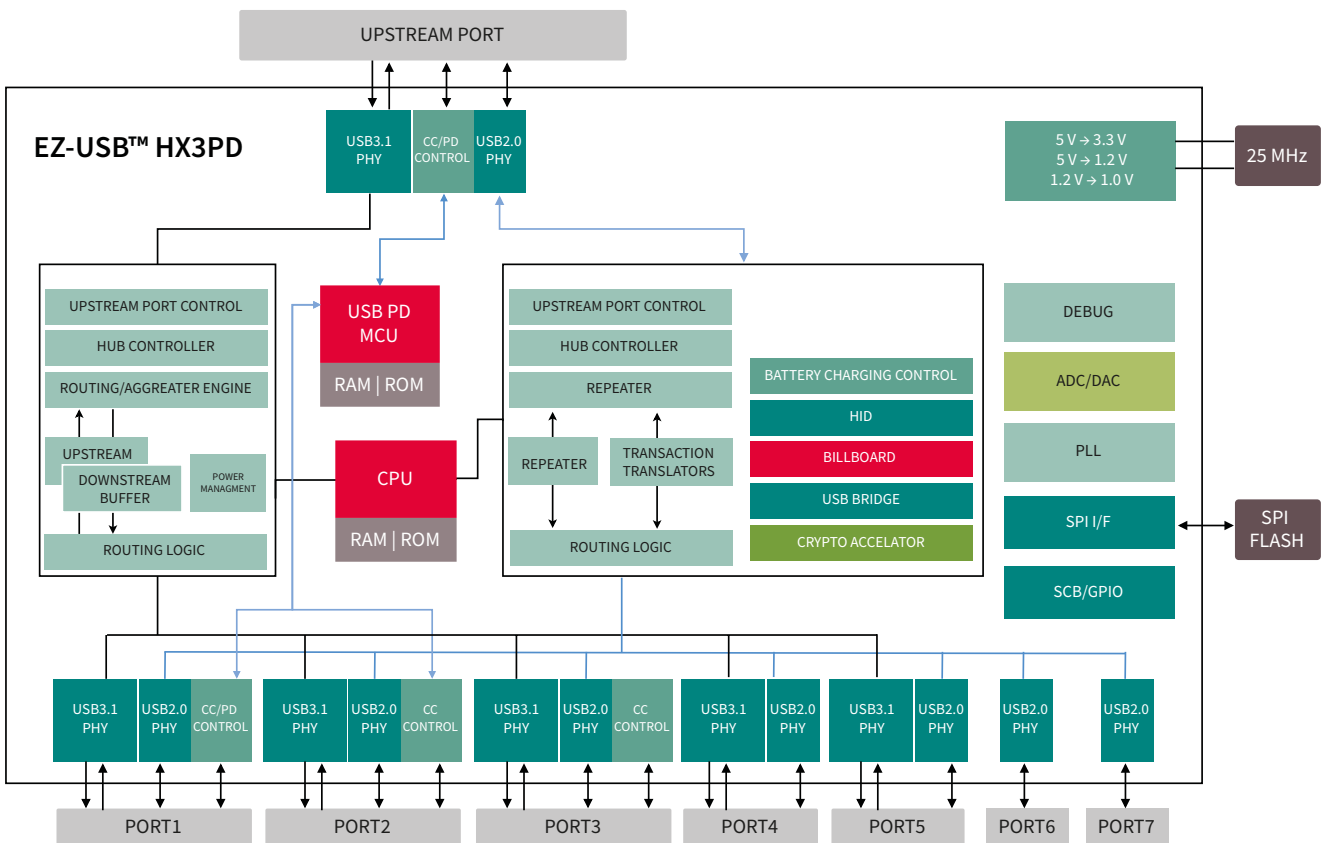 UPSTREAM PORT
EZ-USB™ HX3PD
USB3.1
PHY
CC/PD
CONTROL
USB2.0
PHY
5 V → 3.3 V
5 V → 1.2 V
1.2 V → 1.0 V
25 MHz
UPSTREAM PORT CONTROL
HUB CONTROLLER
ROUTING/AGGREATER ENGINE
UPSTREAM
DOWNSTREAM
BUFFER
POWER
MANAGMENT
ROUTING LOGIC
USB PD
MCU
RAM | ROM
CPU
RAM | ROM
UPSTREAM PORT CONTROL
HUB CONTROLLER
REPEATER
REPEATER
TRANSACTION
TRANSLATORS
ROUTING LOGIC
BATTERY CHARGING CONTROL
HID
BILLBOARD
USB BRIDGE
CRYPTO ACCELATOR
DEBUG
ADC/DAC
PLL
SPI I/F
SCB/GPIO
SPI
FLASH
USB3.1
PHY
USB2.0
PHY
CC/PD
CONTROL
USB3.1
PHY
USB2.0
PHY
CC
CONTROL
USB3.1
PHY
USB2.0
PHY
CC
CONTROL
USB3.1
PHY
USB2.0
PHY
USB3.1
PHY
USB2.0
PHY
USB2.0
PHY
USB2.0
PHY
PORT1
PORT2
PORT3
PORT4
PORT5
PORT6
PORT7